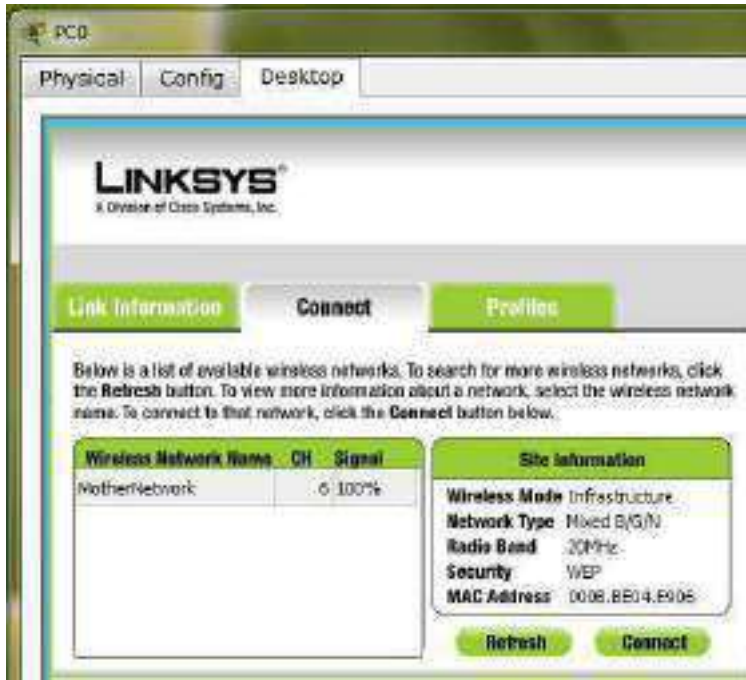 PC0
Physical Config Desktop
LINKSYS®
A Division of Cisco Systems, Inc.
Link Information Connect Profiles
Below is a list of available wireless networks. To search for more wireless networks, click
the Refresh button. To view more information about a network, select the wireless network
name. To connect to that network, click the Connect button below.
Wireless Network Name CH Signal
MotherNetwork 6 100%
Site Information
Wireless Mode Infrastructure
Network Type Mixed B/G/N
Radio Band 20MHz
Security WEP
MAC Address
Refresh Connect